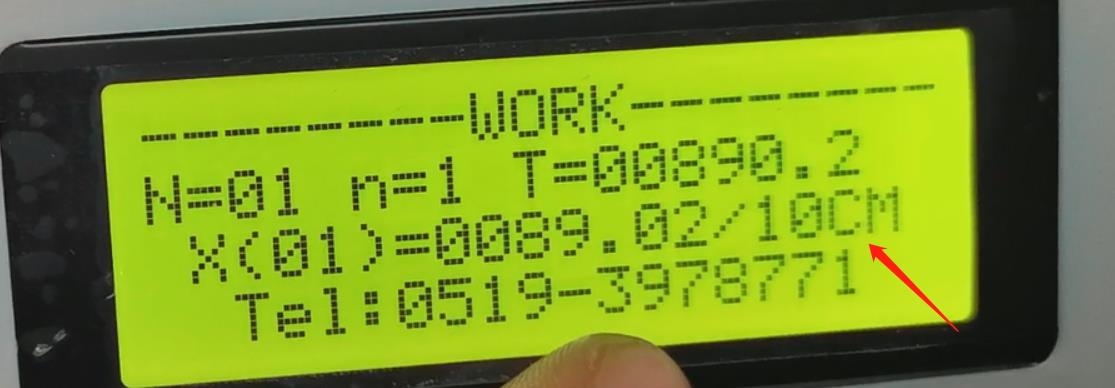 --------WORK--------
N=01 n=1 T=00890.2
X(01)=0089.02/10CM
Tel:0519-3978771